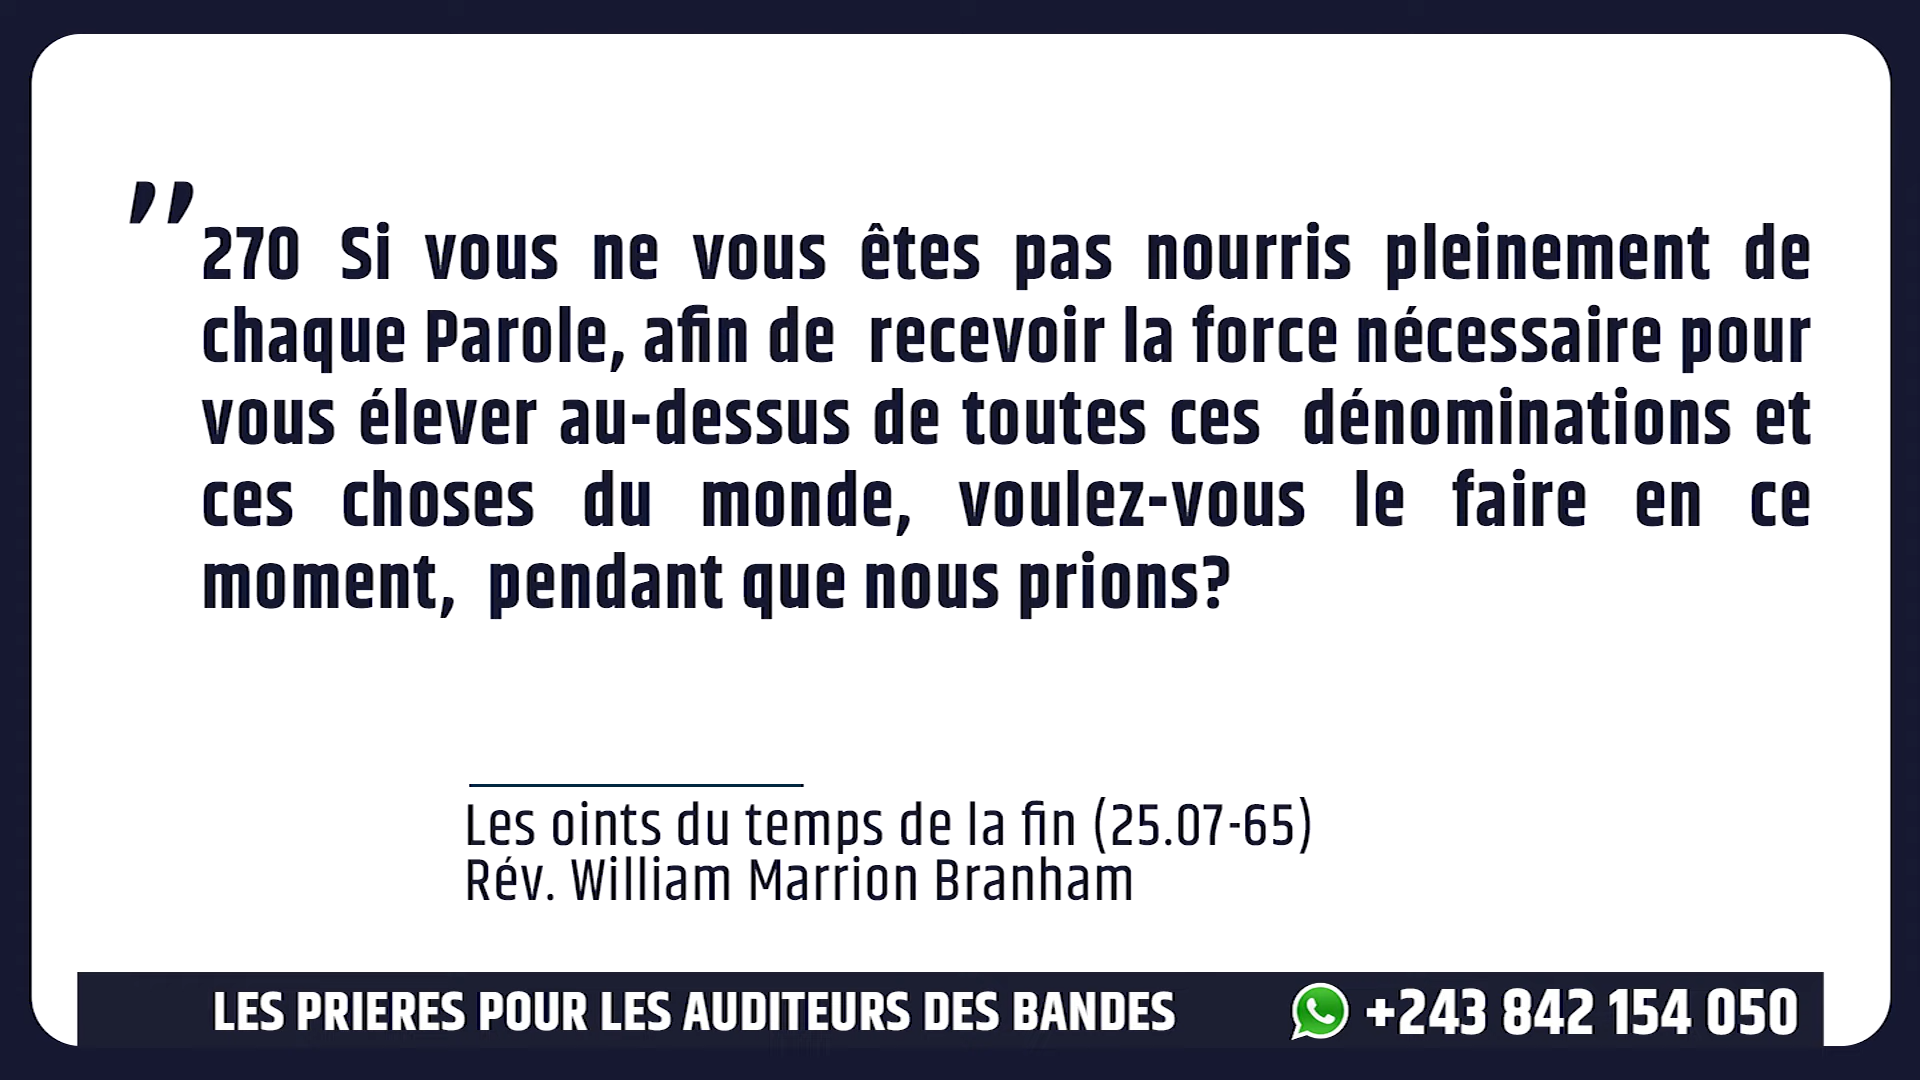 ”
270 Si vous ne vous êtes pas nourris pleinement de
chaque Parole, afin de recevoir la force nécessaire pour
vous élever au-dessus de toutes ces dénominations et
ces choses du monde, voulez-vous le faire en ce
moment, pendant que nous prions?
Les oints du temps de la fin (25.07-65)
Rév. William Marrion Branham
LES PRIERES POUR LES AUDITEURS DES BANDES +243 842 154 050